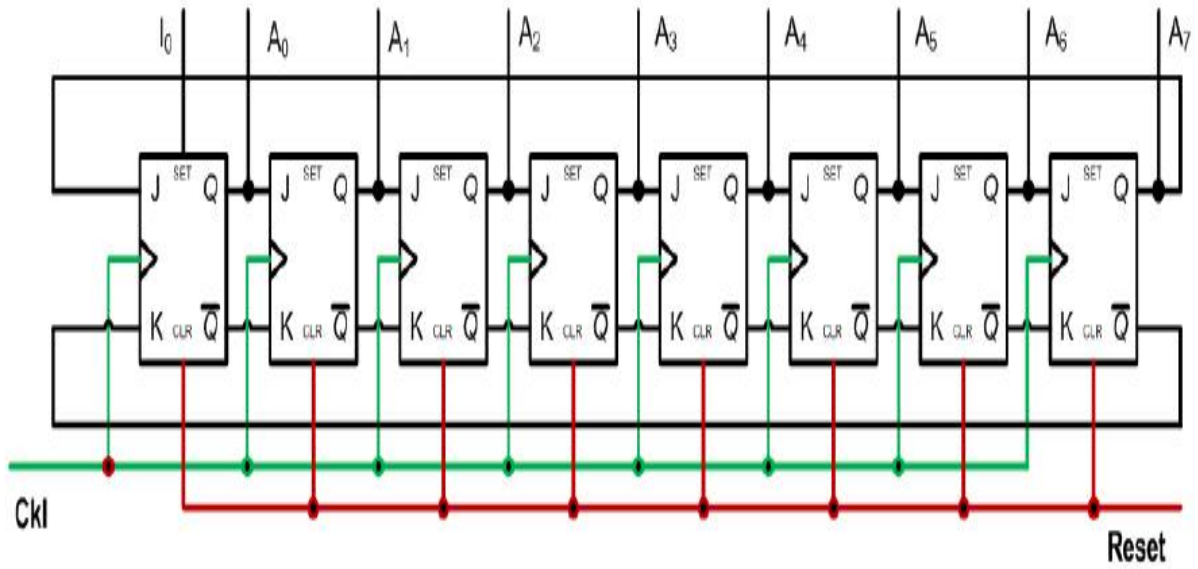 I₀ A₀ A₁ A₂ A₃ A₄ A₅ A₆ A₇
SET SET SET SET SET SET SET SET
J Q J Q J Q J Q J Q J Q J Q J Q
K CLR Q̅ K CLR Q̅ K CLR Q̅ K CLR Q̅ K CLR Q̅ K CLR Q̅ K CLR Q̅ K CLR Q̅
Ckl
Reset